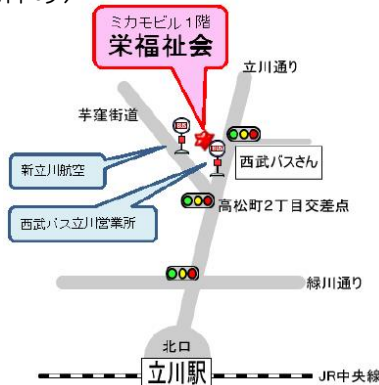 ミカモビル１階
栄福祉会
立川通り
芋窪街道
新立川航空
西武バスさん
西武バス立川営業所
高松町２丁目交差点
緑川通り
北口
立川駅
JR中央線